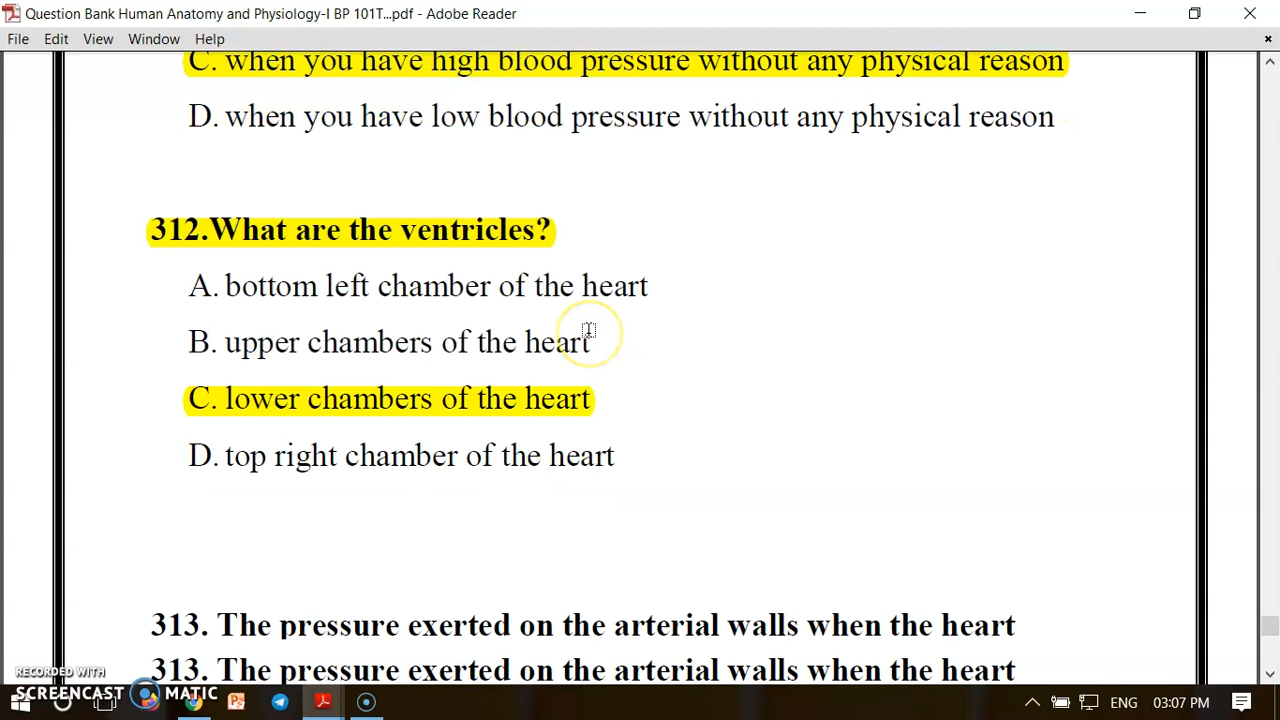 Question Bank Human Anatomy and Physiology-I BP 101T...pdf - Adobe Reader
File Edit View Window Help
C. when you have high blood pressure without any physical reason
D. when you have low blood pressure without any physical reason
312.What are the ventricles?
A. bottom left chamber of the heart
B. upper chambers of the heart
C. lower chambers of the heart
D. top right chamber of the heart
313. The pressure exerted on the arterial walls when the heart
313. The pressure exerted on the arterial walls when the heart
RECORDED WITH
SCREENCAST MATIC
ENG 03:07 PM